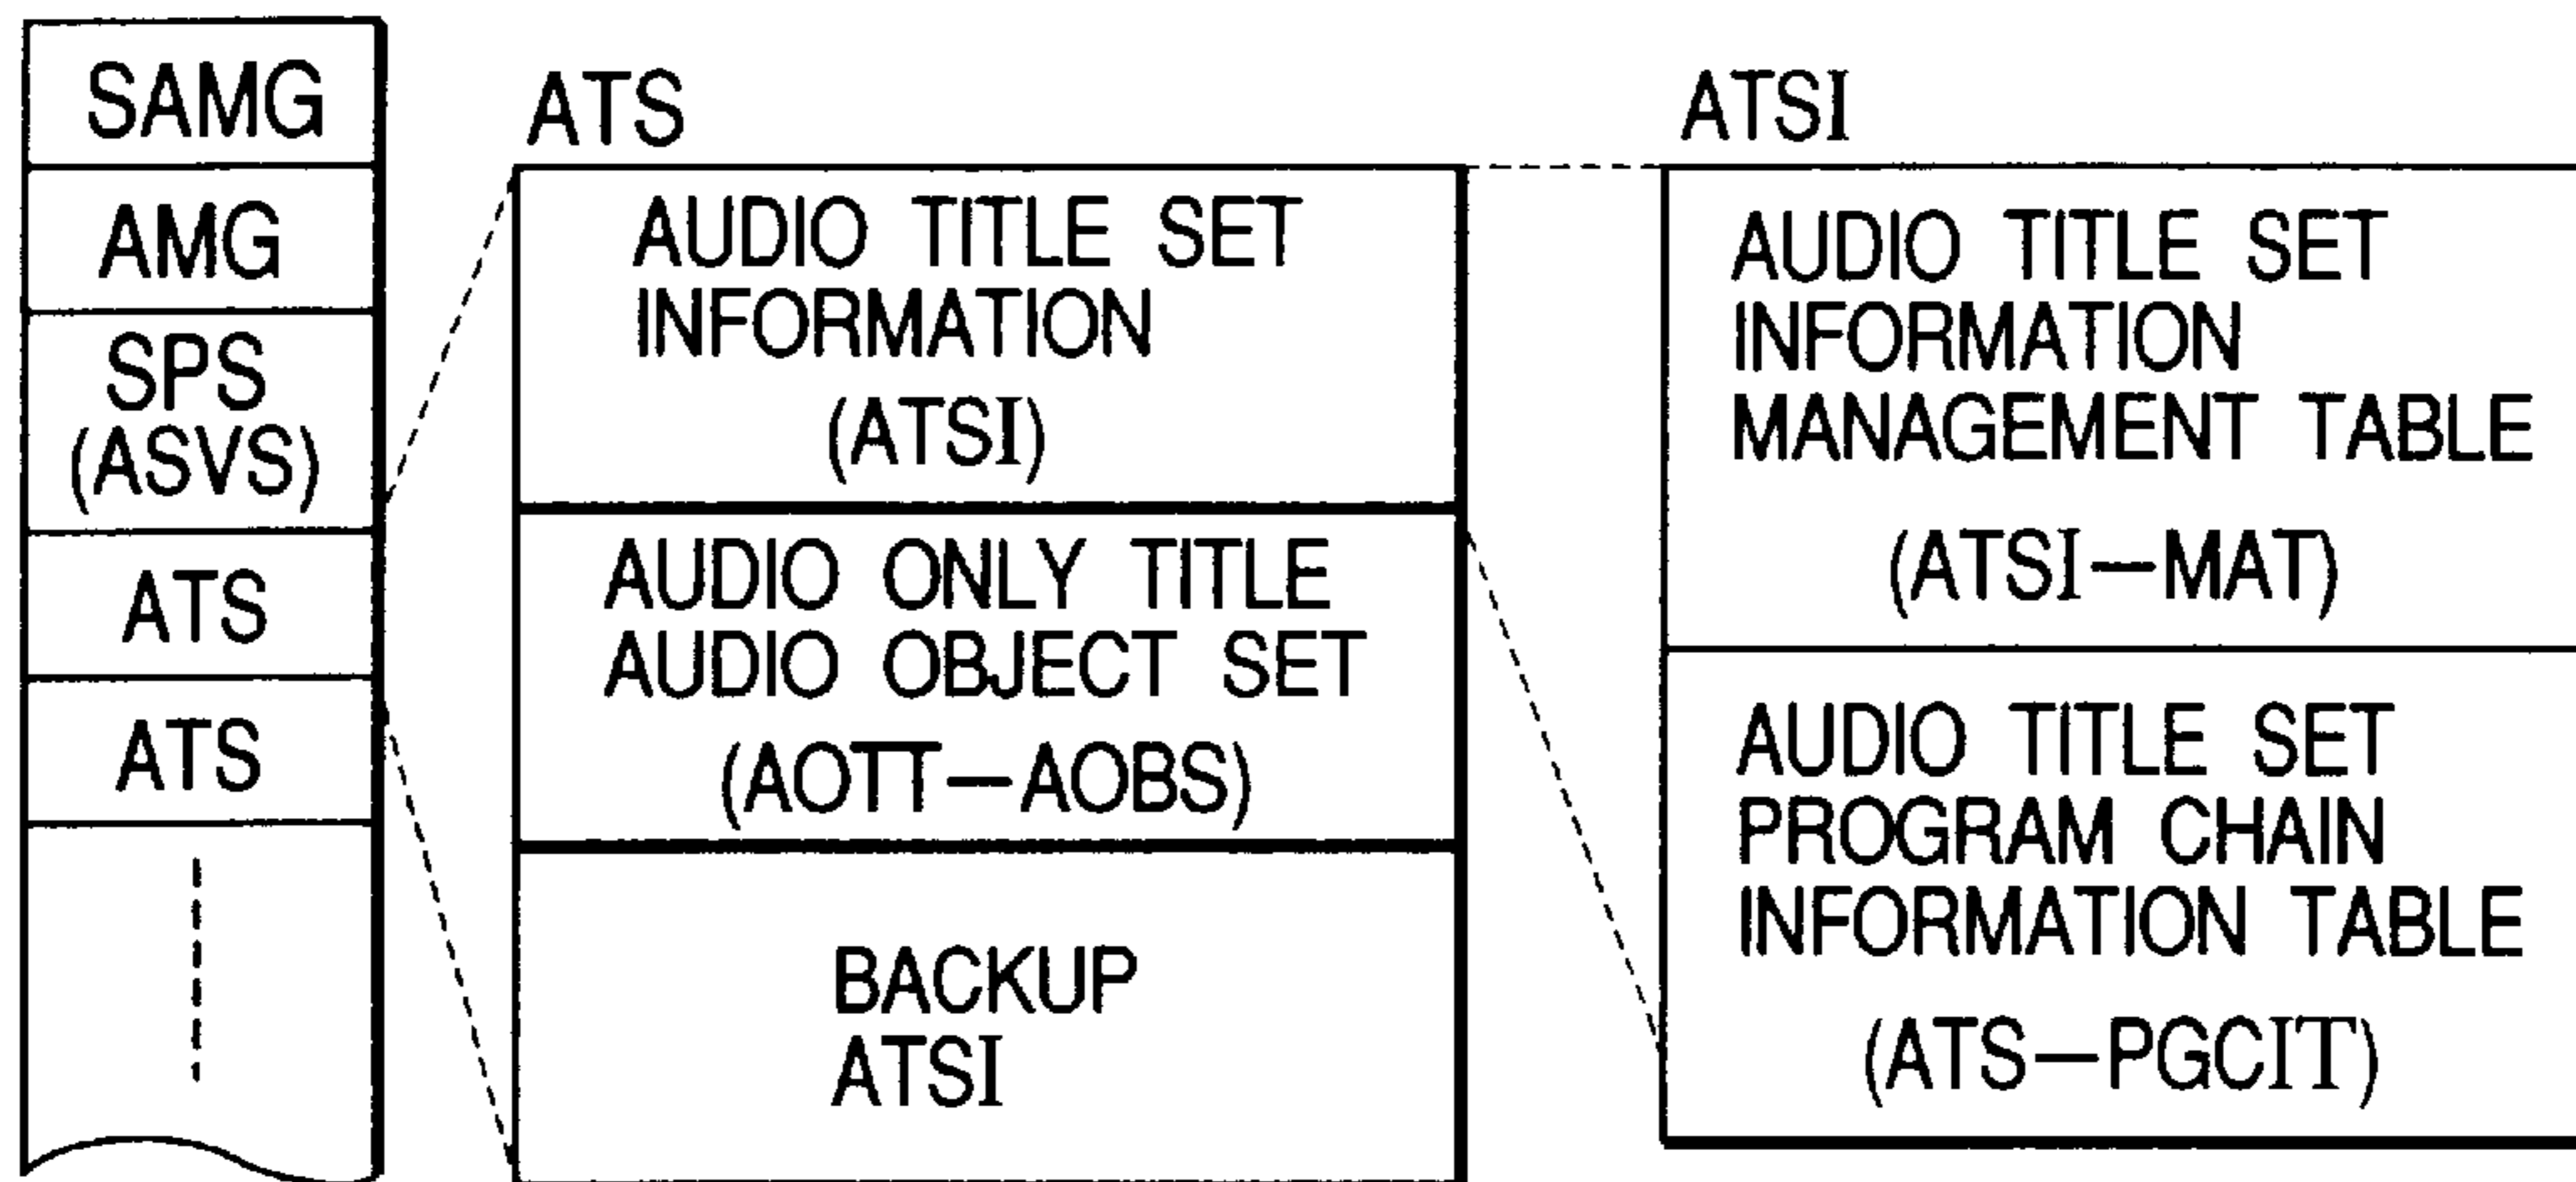 SAMG
AMG
SPS
(ASVS)
ATS
ATS
ATS
AUDIO TITLE SET
INFORMATION
(ATSI)
AUDIO ONLY TITLE
AUDIO OBJECT SET
(AOTT-AOBS)
BACKUP
ATSI
ATSI
AUDIO TITLE SET
INFORMATION
MANAGEMENT TABLE
(ATSI-MAT)
AUDIO TITLE SET
PROGRAM CHAIN
INFORMATION TABLE
(ATS-PGCIT)